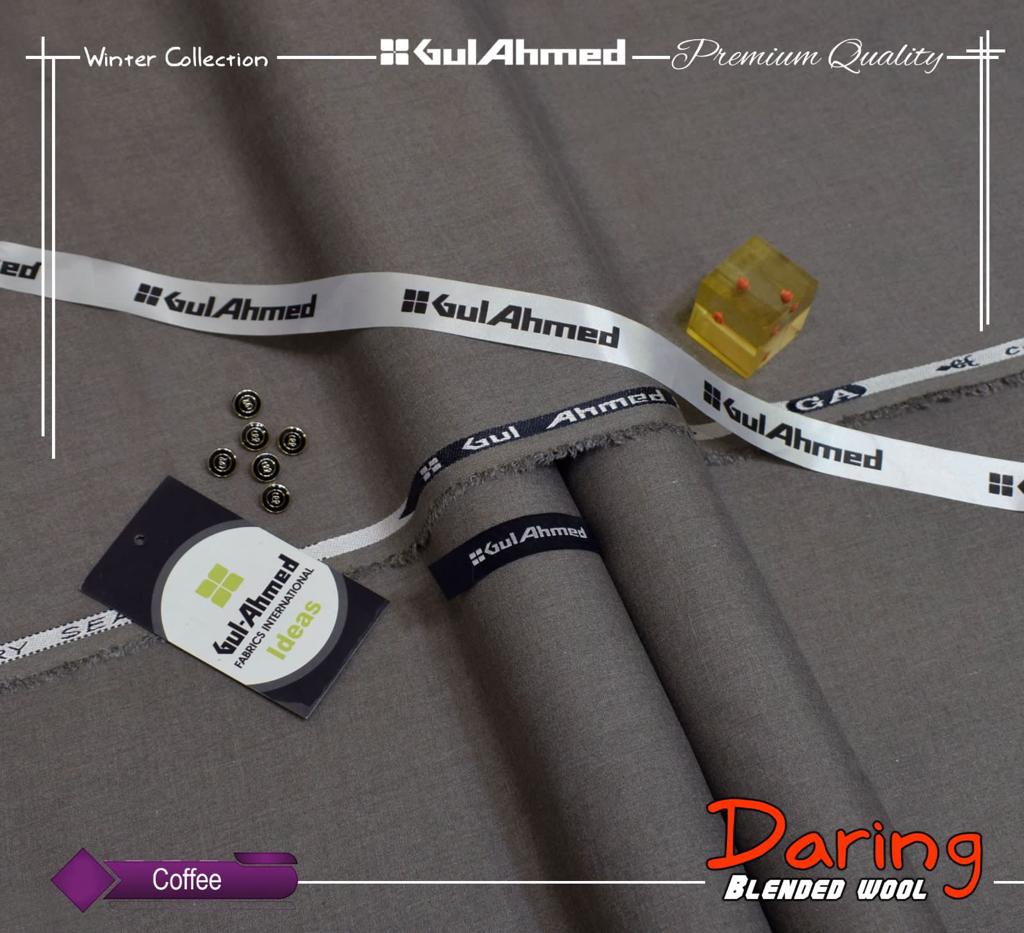 Winter Collection
GulAhmed
Premium Quality
ed
GulAhmed
GulAhmed
GulAhmed
GA
Gul Ahmed
GulAhmed
Gul-Ahmed
FABRICS INTERNATIONAL
Ideas
Coffee
Daring
BLENDED WOOL